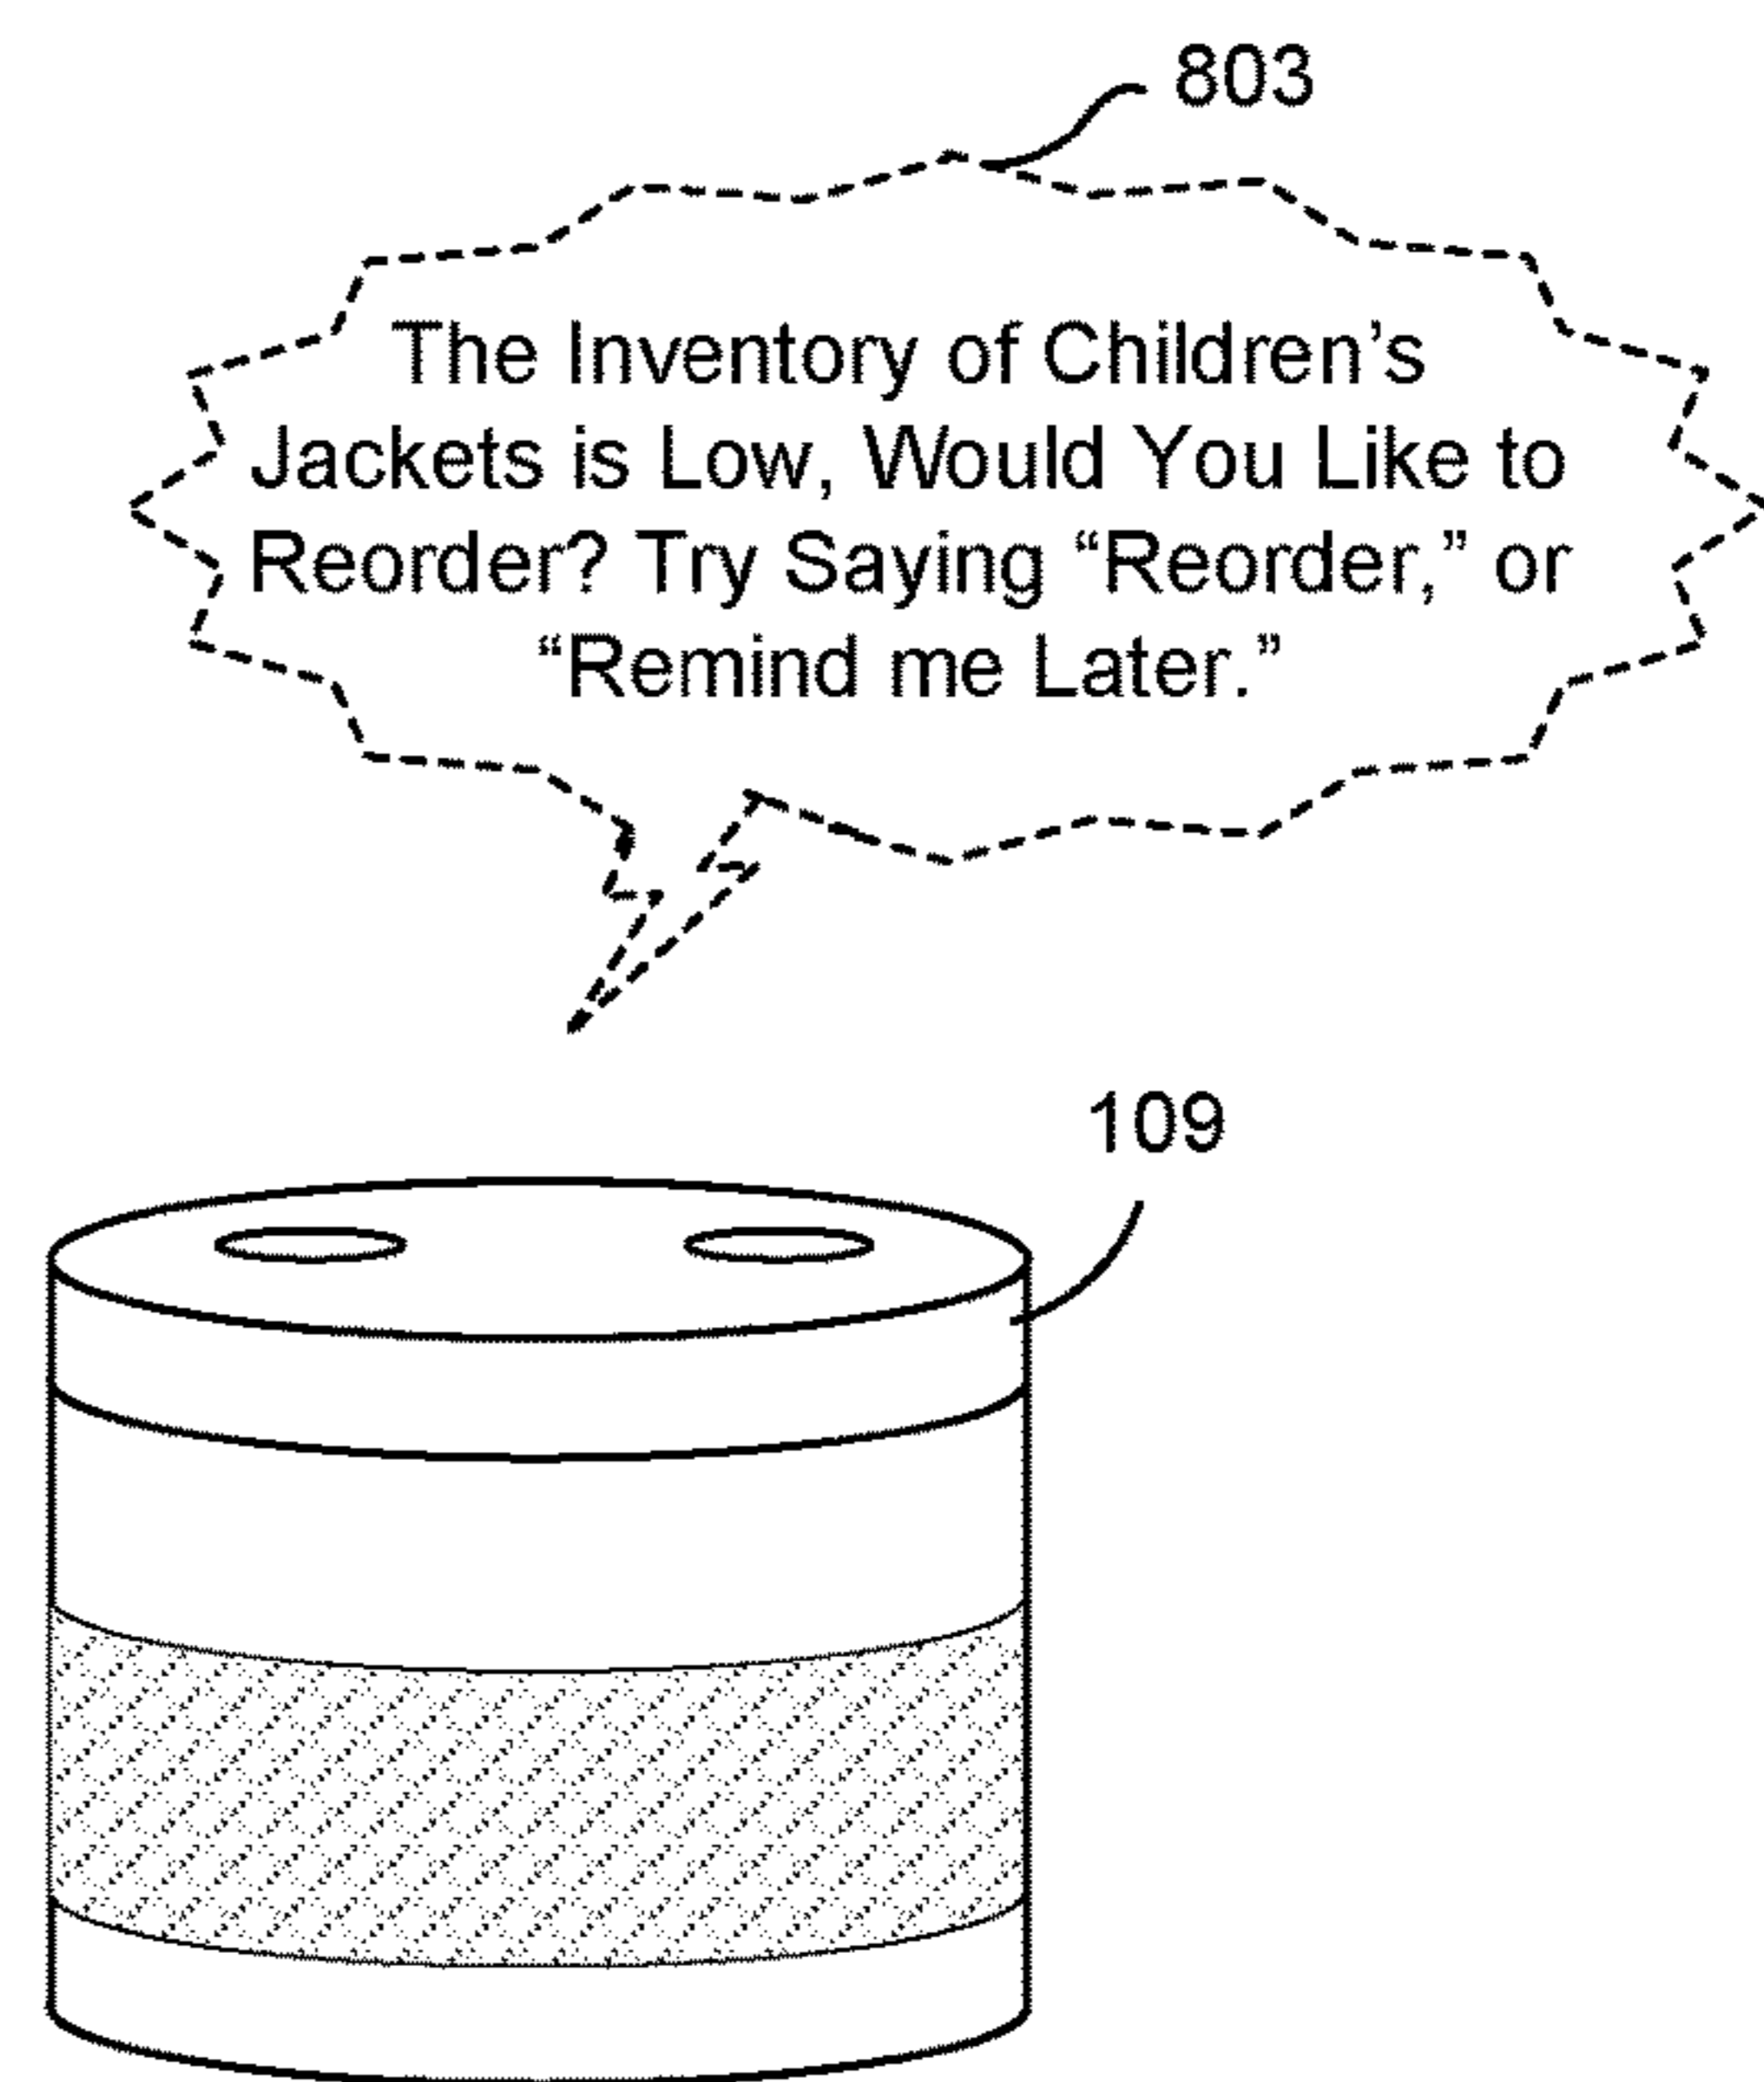 803
The Inventory of Children’s
Jackets is Low, Would You Like to
Reorder? Try Saying “Reorder,” or
“Remind me Later.”
109